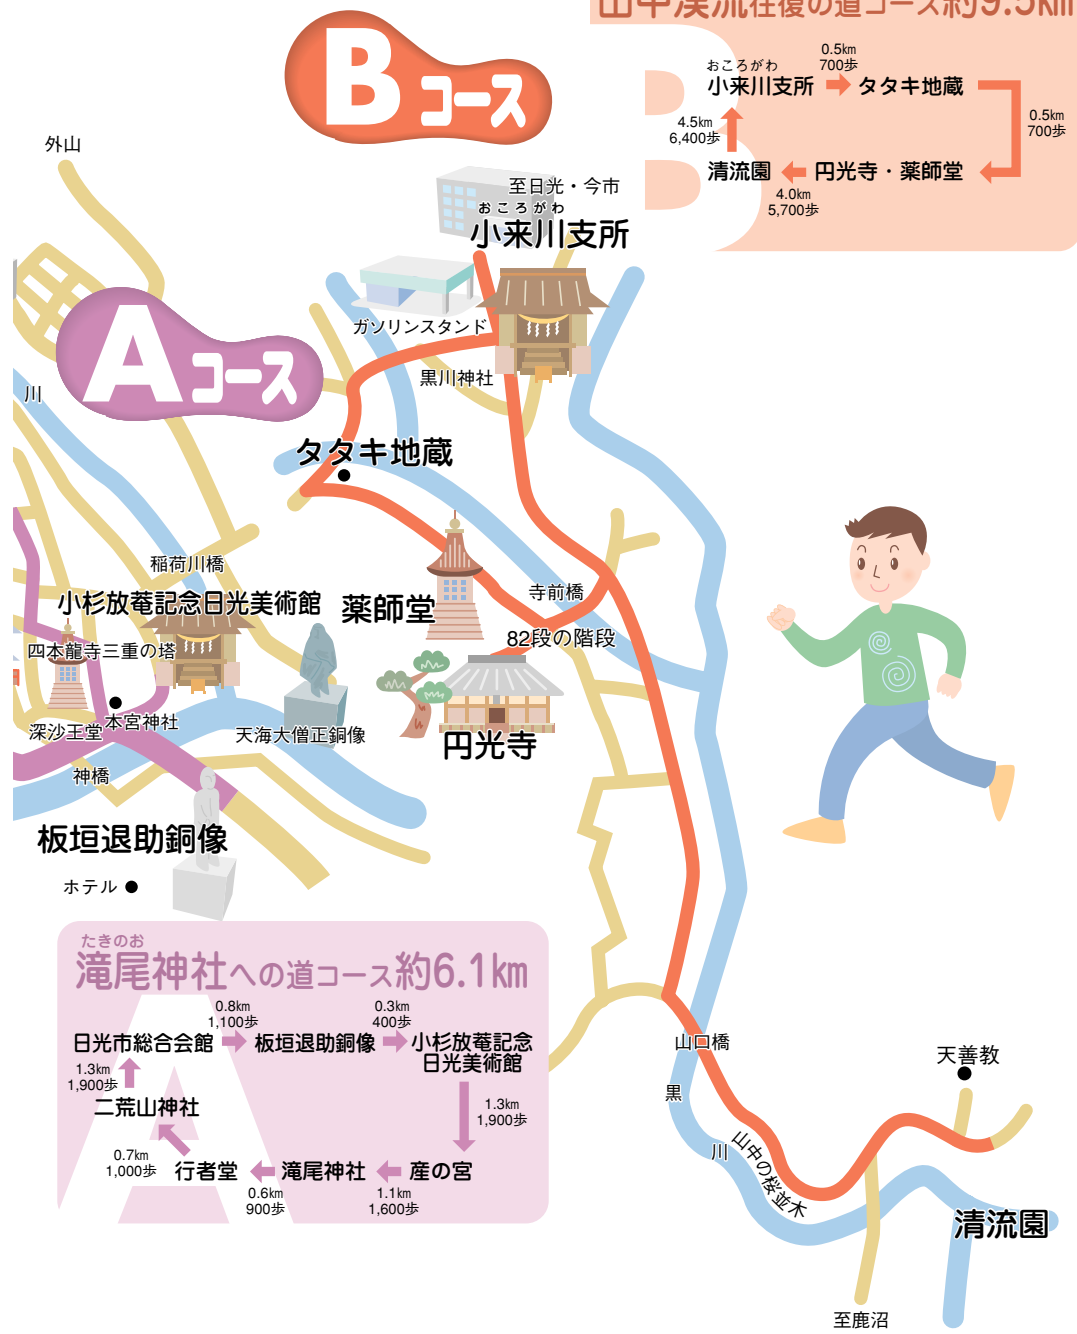 山中渓流往復の道コース約9.5km
Bコース
おころがわ
小来川支所
0.5km
700歩
タタキ地蔵
0.5km
700歩
円光寺・薬師堂
4.0km
5,700歩
清流園
4.5km
6,400歩
外山
至日光・今市
おころがわ
小来川支所
ガソリンスタンド
黒川神社
Aコース
川
タタキ地蔵
稲荷川橋
小杉放菴記念日光美術館
薬師堂
寺前橋
82段の階段
四本龍寺三重の塔
本宮神社
深沙王堂
天海大僧正銅像
円光寺
神橋
板垣退助銅像
ホテル
たきのお
滝尾神社への道コース約6.1km
日光市総合会館
0.8km
1,100歩
板垣退助銅像
0.3km
400歩
小杉放菴記念
日光美術館
1.3km
1,900歩
産の宮
1.1km
1,600歩
滝尾神社
0.6km
900歩
行者堂
0.7km
1,000歩
二荒山神社
1.3km
1,900歩
山口橋
黒
川
山中の桜並木
天善教
清流園
至鹿沼